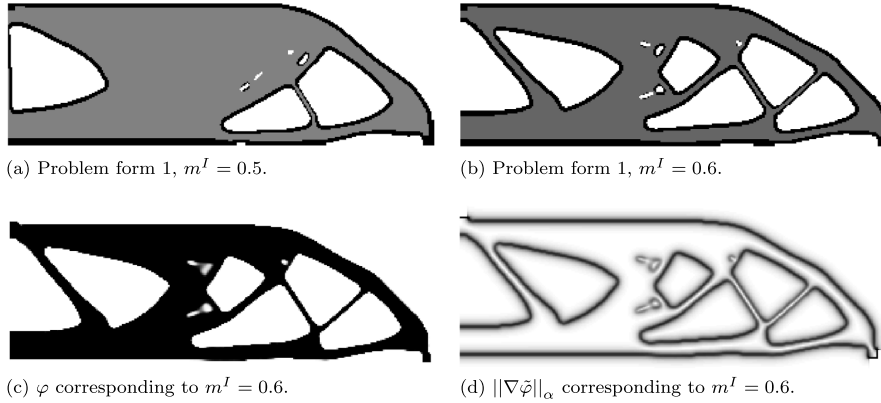 (a) Problem form 1, m^I = 0.5.
(b) Problem form 1, m^I = 0.6.
(c) φ corresponding to m^I = 0.6.
(d) ||∇φ̃||_α corresponding to m^I = 0.6.